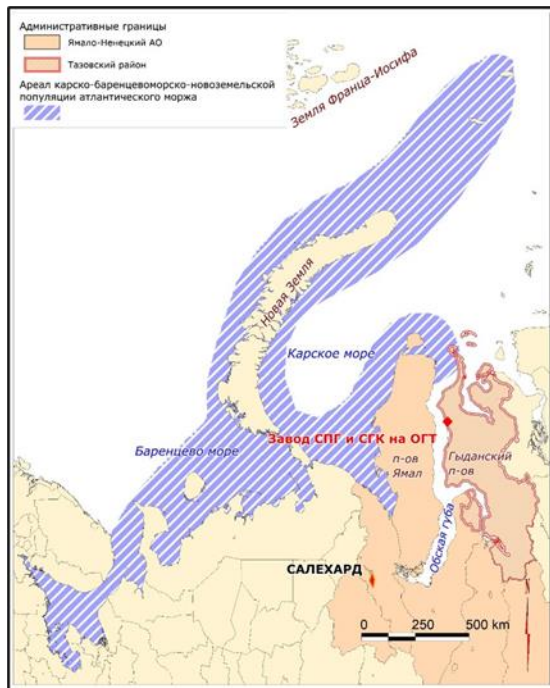 Административные границы
Ямало-Ненецкий АО
Тазовский район
Ареал карско-баренцевоморско-новоземельской
популяции атлантического моржа
Земля Франца-Иосифа
Новая Земля
Карское море
Завод СПГ и СГК на ОГТ
Баренцево море
п-ов
Ямал
Гыданский
п-ов
Обская губа
САЛЕХАРД
0 250 500 km